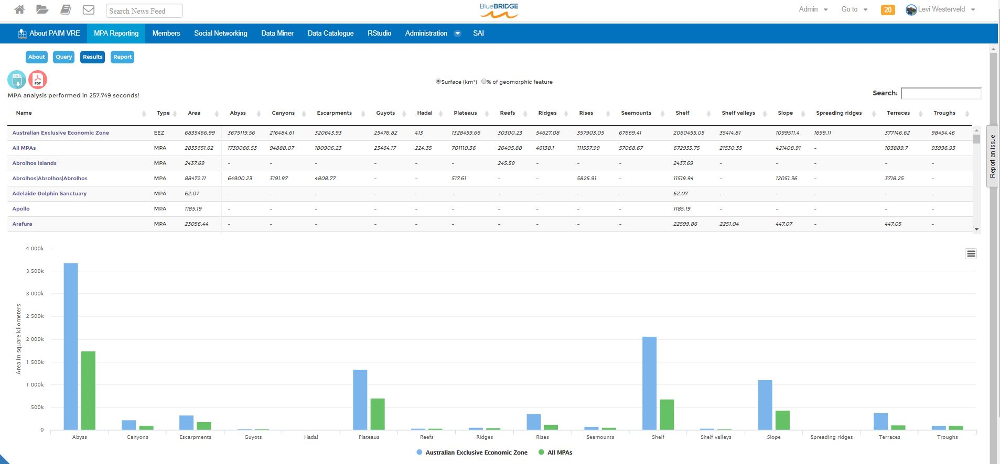 Search News Feed
BlueBRIDGE
Admin
Go to
20
Levi Westerveld
About PAIM VRE MPA Reporting Members Social Networking Data Miner Data Catalogue RStudio Administration SAI
About Query Results Report
PDF
Surface (km²) % of geomorphic feature
MPA analysis performed in 257.749 seconds!
Search:
Name Type Area Abyss Canyons Escarpments Guyots Hadal Plateaus Reefs Ridges Rises Seamounts Shelf Shelf valleys Slope Spreading ridges Terraces Troughs
Australian Exclusive Economic Zone EEZ 6835466.99 3675119.56 216484.61 320643.93 25476.82 413 1328459.66 30300.23 54627.08 357903.05 67669.41 2060455.05 35414.81 1099511.4 1699.11 377146.62 98454.46
All MPAs MPA 2833651.62 1739066.53 94888.07 180906.23 23464.17 224.35 701110.36 26405.88 46138.1 111557.99 57068.67 672933.75 21530.35 421408.91 - 103889.7 93996.93
Abrolhos Islands MPA 2437.69 - - - - - - 245.59 - - - 2437.69 - - - - -
Abrolhos|Abrolhos|Abrolhos MPA 88472.11 64900.23 3191.97 4808.77 - - 517.61 - - 5825.91 - 11519.94 - 12051.36 - 3718.25 -
Adelaide Dolphin Sanctuary MPA 62.07 - - - - - - - - - - 62.07 - - - - -
Apollo MPA 1185.19 - - - - - - - - - - 1185.19 - - - - -
Arafura MPA 23056.44 - - - - - - - - - - 22599.86 2251.04 447.07 - 447.05 -
Report an issue
4 000k
3 500k
3 000k
2 500k
2 000k
1 500k
1 000k
500k
0
Area in square kilometers
Abyss Canyons Escarpments Guyots Hadal Plateaus Reefs Ridges Rises Seamounts Shelf Shelf valleys Slope Spreading ridges Terraces Troughs
Australian Exclusive Economic Zone All MPAs